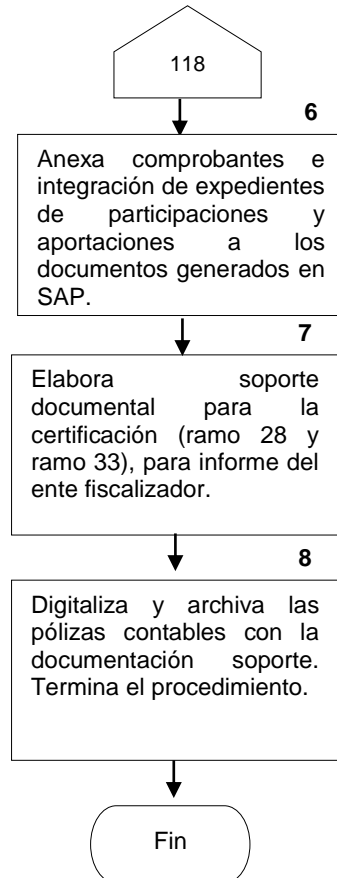 118
6
Anexa comprobantes e
integración de expedientes
de participaciones y
aportaciones a los
documentos generados en
SAP.
7
Elabora soporte
documental para la
certificación (ramo 28 y
ramo 33), para informe del
ente fiscalizador.
8
Digitaliza y archiva las
pólizas contables con la
documentación soporte.
Termina el procedimiento.
Fin